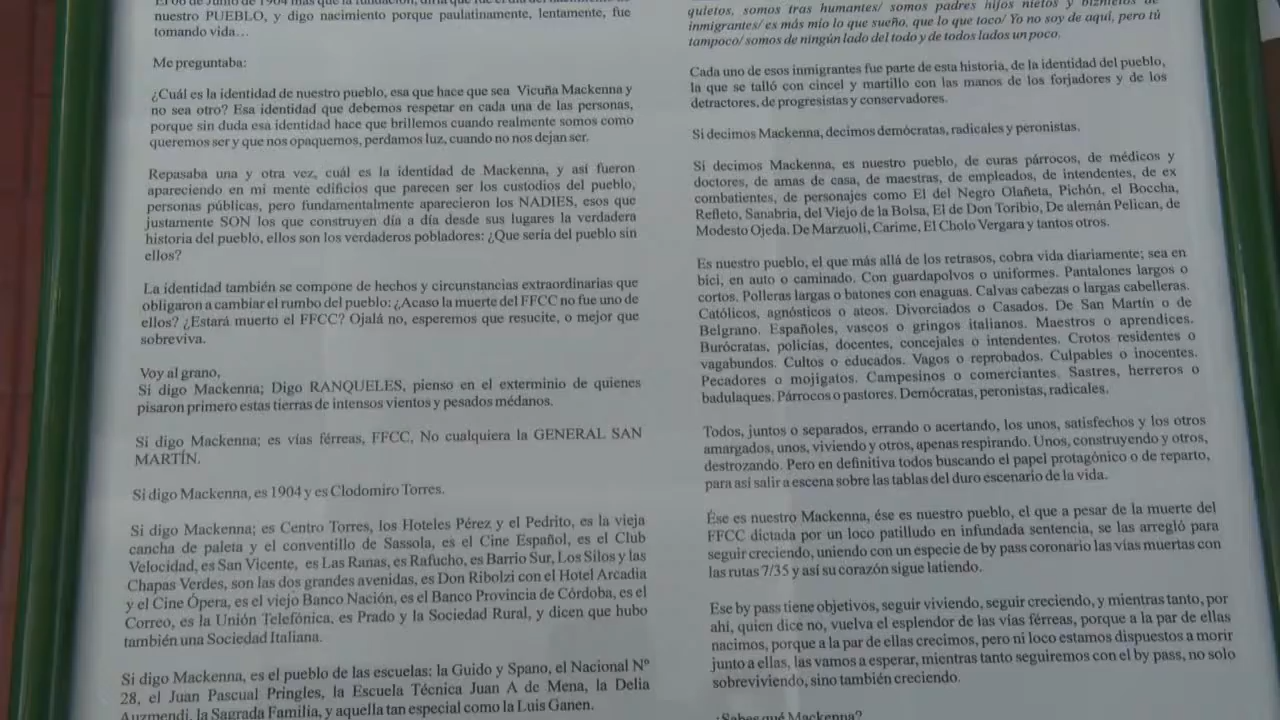 nuestro PUEBLO, y digo nacimiento porque paulatinamente, lentamente, fue
tomando vida…
Me preguntaba:
¿Cuál es la identidad de nuestro pueblo, esa que hace que sea Vicuña Mackenna y
no sea otro? Esa identidad que debemos respetar en cada una de las personas,
porque sin duda esa identidad hace que brillemos cuando realmente somos como
queremos ser y que nos opaquemos, perdamos luz, cuando no nos dejan ser.
Repasaba una y otra vez, cuál es la identidad de Mackenna, y así fueron
apareciendo en mi mente edificios que parecen ser los custodios del pueblo,
personas públicas, pero fundamentalmente aparecieron los NADIES, esos que
justamente SON los que construyen día a día desde sus lugares la verdadera
historia del pueblo, ellos son los verdaderos pobladores: ¿Que sería del pueblo sin
ellos?
La identidad también se compone de hechos y circunstancias extraordinarias que
obligaron a cambiar el rumbo del pueblo: ¿Acaso la muerte del FFCC no fue uno de
ellos? ¿Estará muerto el FFCC? Ojalá no, esperemos que resucite, o mejor que
sobreviva.
Voy al grano,
Si digo Mackenna; Digo RANQUELES, pienso en el exterminio de quienes
pisaron primero estas tierras de intensos vientos y pesados médanos.
Si digo Mackenna; es vías férreas, FFCC, No cualquiera la GENERAL SAN
MARTÍN.
Si digo Mackenna, es 1904 y es Clodomiro Torres.
Si digo Mackenna; es Centro Torres, los Hoteles Pérez y el Pedrito, es la vieja
cancha de paleta y el conventillo de Sassola, es el Cine Español, es el Club
Velocidad, es San Vicente, es Las Ranas, es Rafucho, es Barrio Sur, Los Silos y las
Chapas Verdes, son las dos grandes avenidas, es Don Ribolzi con el Hotel Arcadia
y el Cine Ópera, es el viejo Banco Nación, es el Banco Provincia de Córdoba, es el
Correo, es la Unión Telefónica, es Prado y la Sociedad Rural, y dicen que hubo
también una Sociedad Italiana.
Si digo Mackenna, es el pueblo de las escuelas: la Guido y Spano, el Nacional Nº
28, el Juan Pascual Pringles, la Escuela Técnica Juan A de Mena, la Delia
Auzmendi, la Sagrada Familia, y aquella tan especial como la Luis Ganen.
quietos, somos tras humantes/ somos padres hijos nietos y biznietos de
inmigrantes/ es más mío lo que sueño, que lo que toco/ Yo no soy de aquí, pero tú
tampoco/ somos de ningún lado del todo y de todos lados un poco.
Cada uno de esos inmigrantes fue parte de esta historia, de la identidad del pueblo,
la que se talló con cincel y martillo con las manos de los forjadores y de los
detractores, de progresistas y conservadores.
Si decimos Mackenna, decimos demócratas, radicales y peronistas.
Si decimos Mackenna, es nuestro pueblo, de curas párrocos, de médicos y
doctores, de amas de casa, de maestras, de empleados, de intendentes, de ex
combatientes, de personajes como El del Negro Olañeta, Pichón, el Boccha,
Refleto, Sanabria, del Viejo de la Bolsa, El de Don Toribio, De alemán Pelican, de
Modesto Ojeda. De Marzuoli, Carime, El Cholo Vergara y tantos otros.
Es nuestro pueblo, el que más allá de los retrasos, cobra vida diariamente; sea en
bici, en auto o caminado. Con guardapolvos o uniformes. Pantalones largos o
cortos. Polleras largas o batones con enaguas. Calvas cabezas o largas cabelleras.
Católicos, agnósticos o ateos. Divorciados o Casados. De San Martín o de
Belgrano. Españoles, vascos o gringos italianos. Maestros o aprendices.
Burócratas, policías, docentes, concejales o intendentes. Crotos residentes o
vagabundos. Cultos o educados. Vagos o reprobados. Culpables o inocentes.
Pecadores o mojigatos. Campesinos o comerciantes. Sastres, herreros o
badulaques. Párrocos o pastores. Demócratas, peronistas, radicales.
Todos, juntos o separados, errando o acertando, los unos, satisfechos y los otros
amargados, unos, viviendo y otros, apenas respirando. Unos, construyendo y otros,
destrozando. Pero en definitiva todos buscando el papel protagónico o de reparto,
para así salir a escena sobre las tablas del duro escenario de la vida.
Ése es nuestro Mackenna, ése es nuestro pueblo, el que a pesar de la muerte del
FFCC dictada por un loco patilludo en infundada sentencia, se las arregló para
seguir creciendo, uniendo con un especie de by pass coronario las vías muertas con
las rutas 7/35 y así su corazón sigue latiendo.
Ese by pass tiene objetivos, seguir viviendo, seguir creciendo, y mientras tanto, por
ahí, quien dice no, vuelva el esplendor de las vías férreas, porque a la par de ellas
nacimos, porque a la par de ellas crecimos, pero ni loco estamos dispuestos a morir
junto a ellas, las vamos a esperar, mientras tanto seguiremos con el by pass, no solo
sobreviviendo, sino también creciendo.
¿Sabes qué Mackenna?